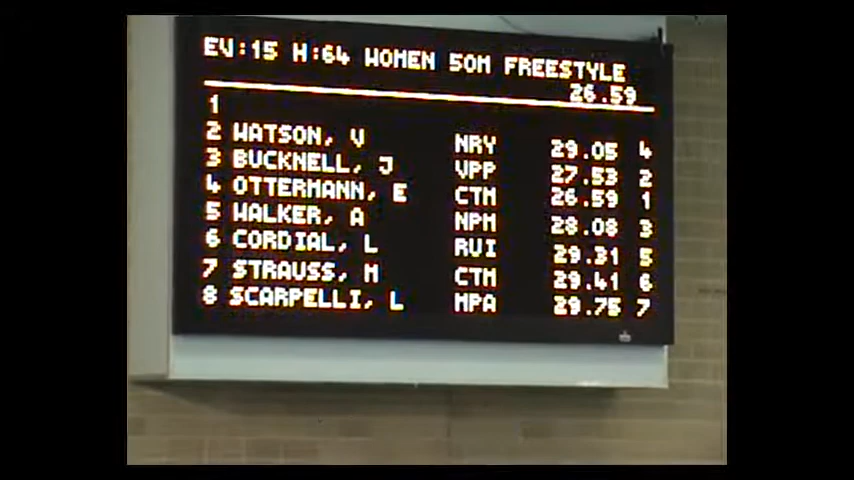 EV:15 H:64 WOMEN 50M FREESTYLE
26.59
1
2 WATSON, V NRY 29.05 4
3 BUCKNELL, J VPP 27.53 2
4 OTTERMANN, E CTM 26.59 1
5 WALKER, A NPM 28.08 3
6 CORDIAL, L RVI 29.31 5
7 STRAUSS, M CTM 29.41 6
8 SCARPELLI, L MPA 29.75 7